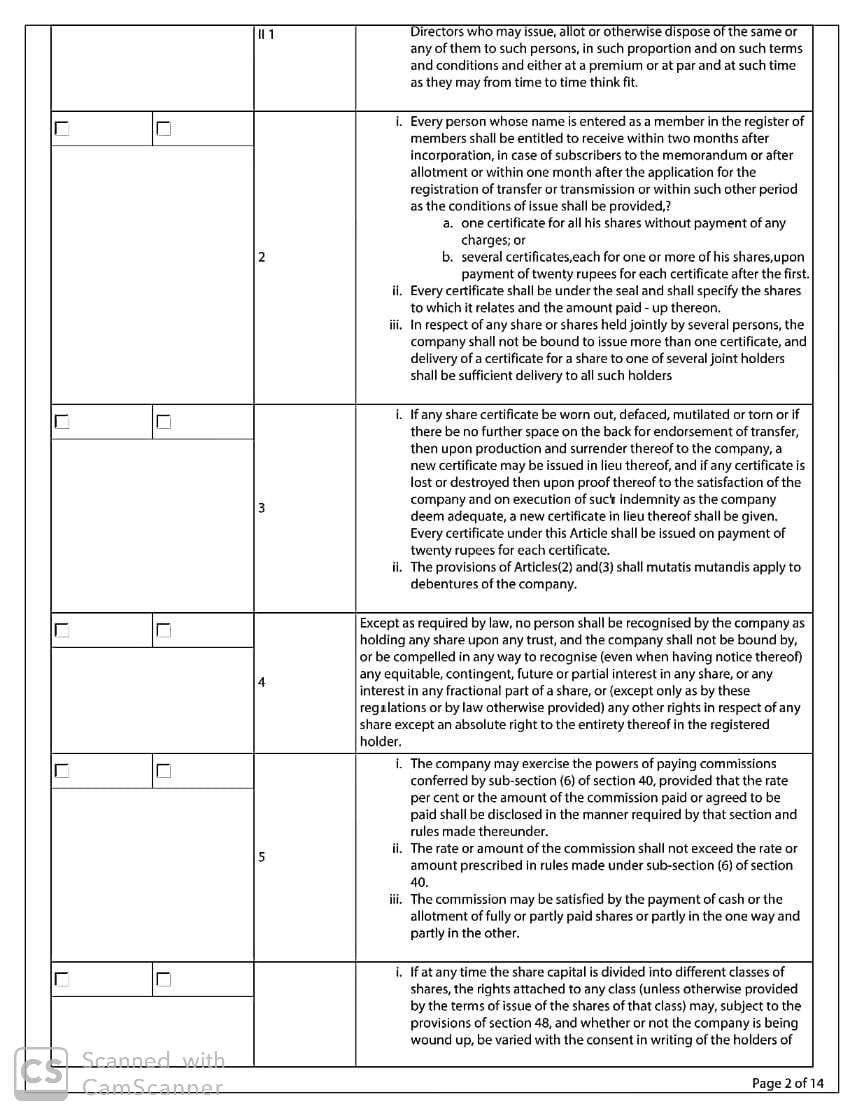 II 1
Directors who may issue, allot or otherwise dispose of the same or
any of them to such persons, in such proportion and on such terms
and conditions and either at a premium or at par and at such time
as they may from time to time think fit.
2
i. Every person whose name is entered as a member in the register of
members shall be entitled to receive within two months after
incorporation, in case of subscribers to the memorandum or after
allotment or within one month after the application for the
registration of transfer or transmission or within such other period
as the conditions of issue shall be provided,?
a. one certificate for all his shares without payment of any
charges; or
b. several certificates,each for one or more of his shares,upon
payment of twenty rupees for each certificate after the first.
ii. Every certificate shall be under the seal and shall specify the shares
to which it relates and the amount paid - up thereon.
iii. In respect of any share or shares held jointly by several persons, the
company shall not be bound to issue more than one certificate, and
delivery of a certificate for a share to one of several joint holders
shall be sufficient delivery to all such holders
3
i. If any share certificate be worn out, defaced, mutilated or torn or if
there be no further space on the back for endorsement of transfer,
then upon production and surrender thereof to the company, a
new certificate may be issued in lieu thereof, and if any certificate is
lost or destroyed then upon proof thereof to the satisfaction of the
company and on execution of such indemnity as the company
deem adequate, a new certificate in lieu thereof shall be given.
Every certificate under this Article shall be issued on payment of
twenty rupees for each certificate.
ii. The provisions of Articles(2) and(3) shall mutatis mutandis apply to
debentures of the company.
4
Except as required by law, no person shall be recognised by the company as
holding any share upon any trust, and the company shall not be bound by,
or be compelled in any way to recognise (even when having notice thereof)
any equitable, contingent, future or partial interest in any share, or any
interest in any fractional part of a share, or (except only as by these
regulations or by law otherwise provided) any other rights in respect of any
share except an absolute right to the entirety thereof in the registered
holder.
5
i. The company may exercise the powers of paying commissions
conferred by sub-section (6) of section 40, provided that the rate
per cent or the amount of the commission paid or agreed to be
paid shall be disclosed in the manner required by that section and
rules made thereunder.
ii. The rate or amount of the commission shall not exceed the rate or
amount prescribed in rules made under sub-section (6) of section
40.
iii. The commission may be satisfied by the payment of cash or the
allotment of fully or partly paid shares or partly in the one way and
partly in the other.
i. If at any time the share capital is divided into different classes of
shares, the rights attached to any class (unless otherwise provided
by the terms of issue of the shares of that class) may, subject to the
provisions of section 48, and whether or not the company is being
wound up, be varied with the consent in writing of the holders of
CS Scanned with
CamScanner
Page 2 of 14